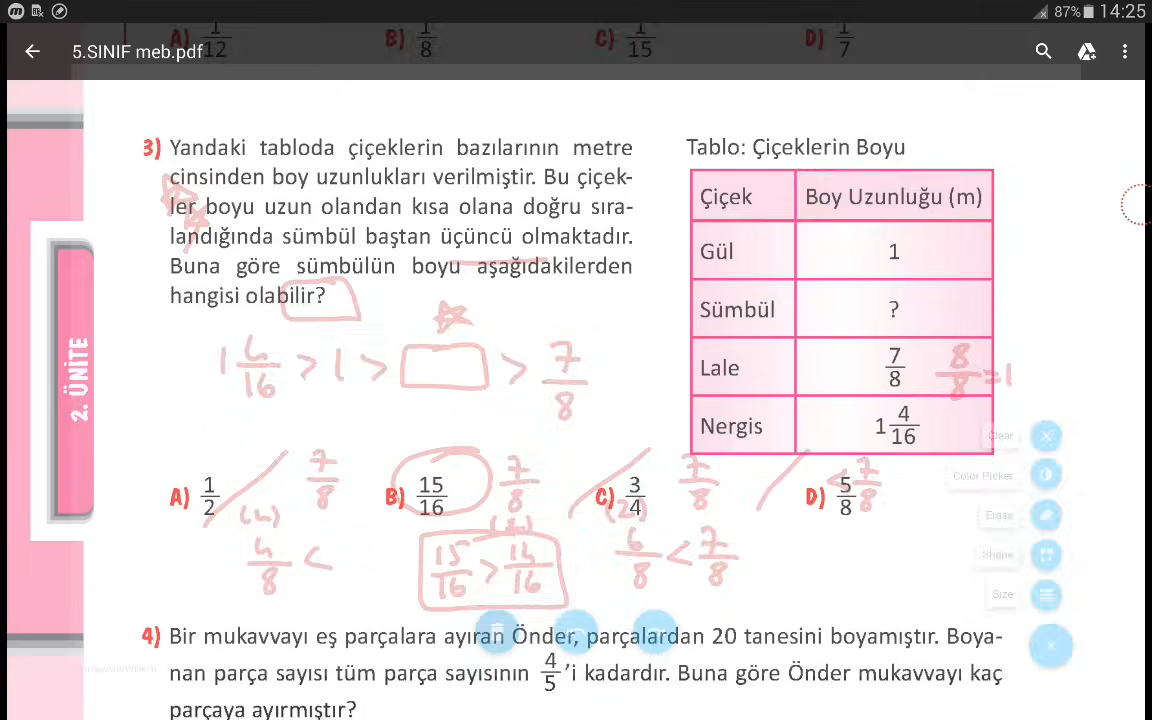 87% 14:25
5.SINIF meb.pdf
A) 1/12 B) 1/8 C) 1/15 D) 1/7
3) Yandaki tabloda çiçeklerin bazılarının metre
cinsinden boy uzunlukları verilmiştir. Bu çiçek-
ler boyu uzun olandan kısa olana doğru sıra-
landığında sümbül baştan üçüncü olmaktadır.
Buna göre sümbülün boyu aşağıdakilerden
hangisi olabilir?
Tablo: Çiçeklerin Boyu
Çiçek Boy Uzunluğu (m)
Gül 1
Sümbül ?
Lale 7/8 8/8 = 1
Nergis 1 4/16
2. ÜNİTE
1 4/16 > 1 > > 7/8
A) 1/2 7/8 B) 15/16 7/8 C) 3/4 7/8 D) 5/8 < 7/8
(4) (2) (2)
4/8 < 15/16 > 14/16 6/8 < 7/8
Clear
Color Picker
Erase
Shape
Size
4) Bir mukavvayı eş parçalara ayıran Önder, parçalardan 20 tanesini boyamıştır. Boya-
nan parça sayısı tüm parça sayısının 4/5 'i kadardır. Buna göre Önder mukavvayı kaç
parçaya ayırmıştır?